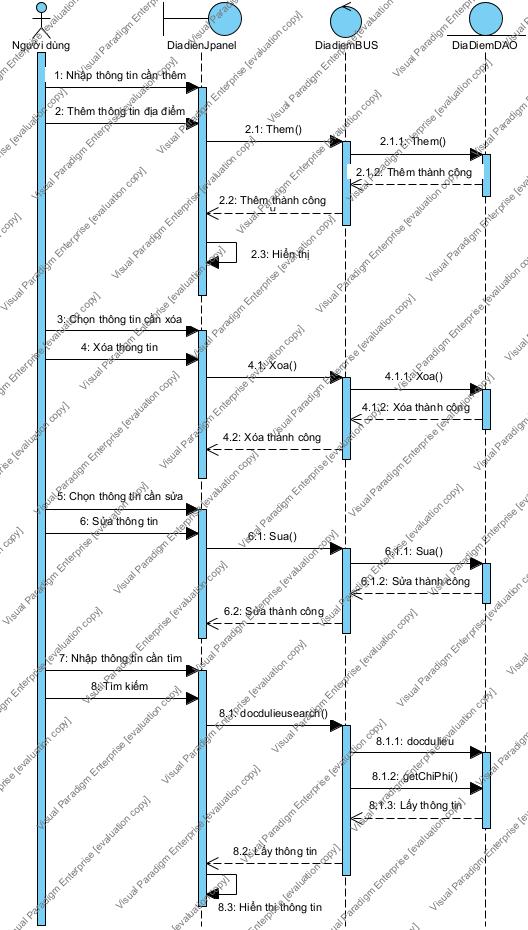 Người dùng
DiadiênJpanel
DiadiemBUS
DiaDiemDAO
1: Nhập thông tin cần thêm
2: Thêm thông tin địa điểm
2.1: Them()
2.1.1: Them()
2.1.2: Thêm thành công
2.2: Thêm thành công
2.3: Hiển thị
3: Chọn thông tin cần xóa
4: Xóa thông tin
4.1: Xoa()
4.1.1: Xoa()
4.1.2: Xóa thành công
4.2: Xóa thành công
5: Chọn thông tin cần sửa
6: Sửa thông tin
6.1: Sua()
6.1.1: Sua()
6.1.2: Sửa thành công
6.2: Sửa thành công
7: Nhập thông tin cần tìm
8: Tìm kiếm
8.1: docdulieusearch()
8.1.1: docdulieu
8.1.2: getChiPhi()
8.1.3: Lấy thông tin
8.2: Lấy thông tin
8.3: Hiển thị thông tin
Visual Paradigm Enterprise [evaluation copy]